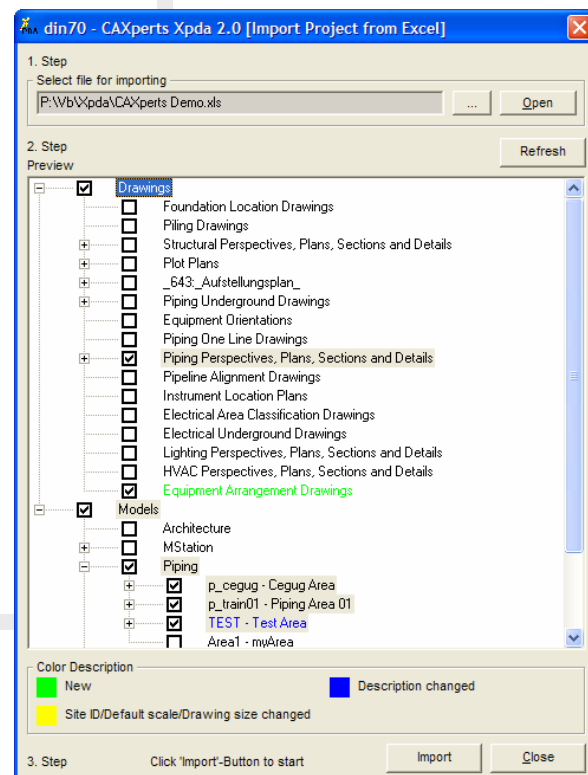 din70 - CAXperts Xpda 2.0 [Import Project from Excel]
1. Step
Select file for importing
P:\Vb\Xpda\CAXperts Demo.xls
...
Open
2. Step
Refresh
Preview
Drawings
Foundation Location Drawings
Piling Drawings
Structural Perspectives, Plans, Sections and Details
Plot Plans
_643:_Aufstellungsplan_
Piping Underground Drawings
Equipment Orientations
Piping One Line Drawings
Piping Perspectives, Plans, Sections and Details
Pipeline Alignment Drawings
Instrument Location Plans
Electrical Area Classification Drawings
Electrical Underground Drawings
Lighting Perspectives, Plans, Sections and Details
HVAC Perspectives, Plans, Sections and Details
Equipment Arrangement Drawings
Models
Architecture
MStation
Piping
p_cegug - Cegug Area
p_train01 - Piping Area 01
TEST - Test Area
Area1 - myArea
Color Description
New
Description changed
Site ID/Default scale/Drawing size changed
3. Step
Click 'Import'-Button to start
Import
Close